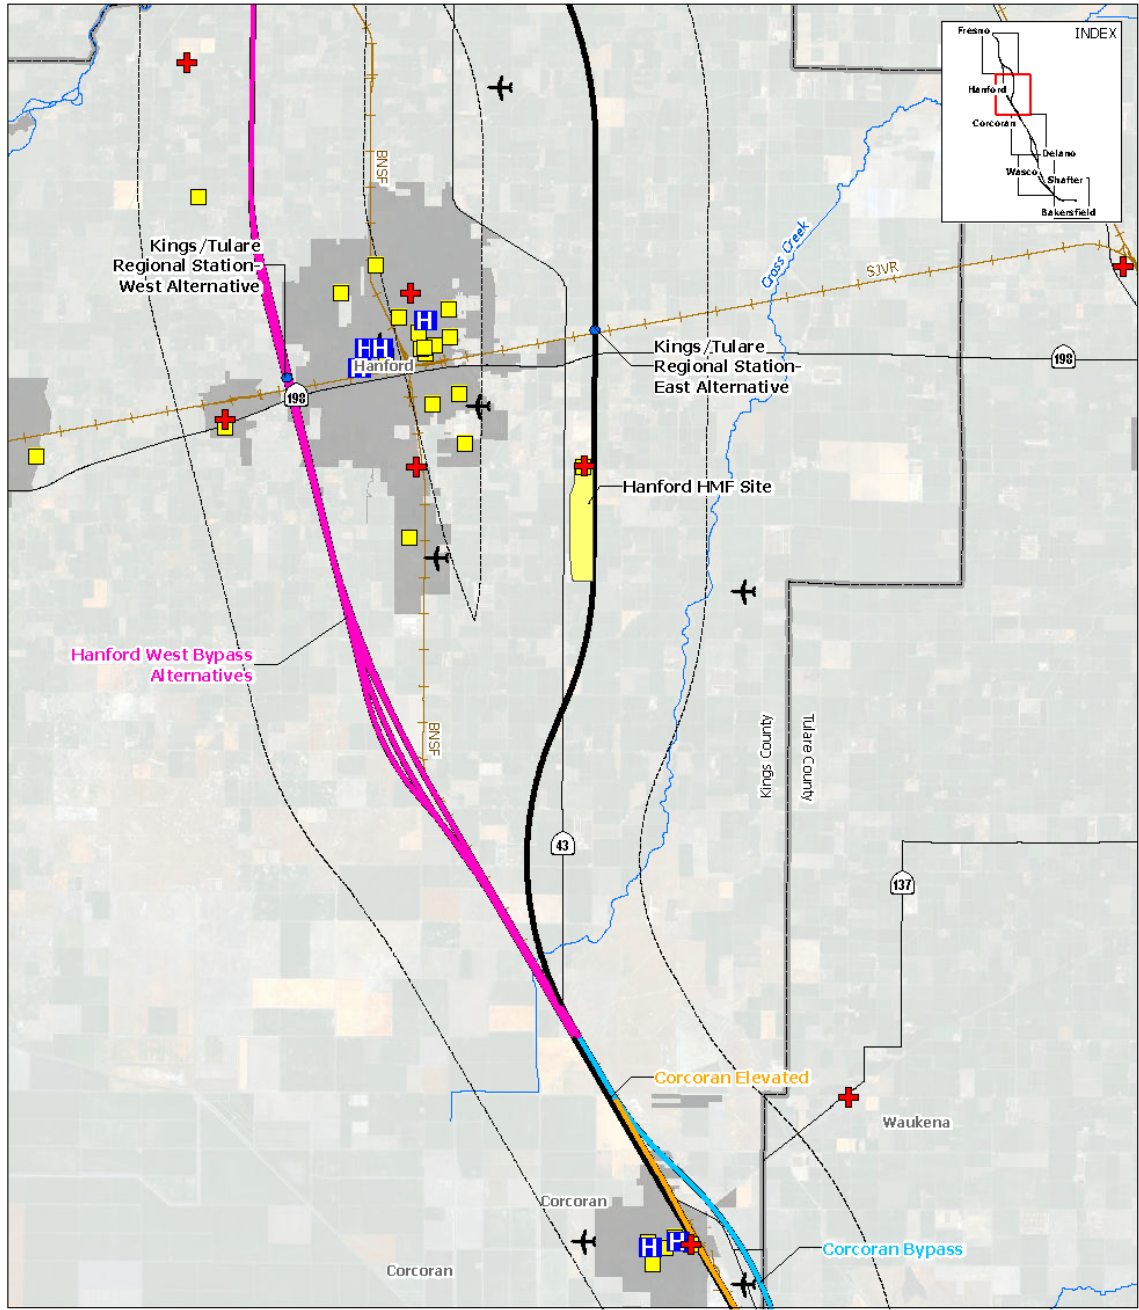 INDEX
Fresno
Hanford
Corcoran
Delano
Wasco
Shafter
Bakersfield
BNSF
Cross Creek
SJVR
Kings/Tulare
Regional Station-
West Alternative
H
Kings/Tulare
Regional Station-
East Alternative
198
H H
Hanford
H
198
Hanford HMF Site
Hanford West Bypass
Alternatives
BNSF
Kings County
Tulare County
43
137
Corcoran Elevated
Waukena
Corcoran
H H
Corcoran Bypass
Corcoran